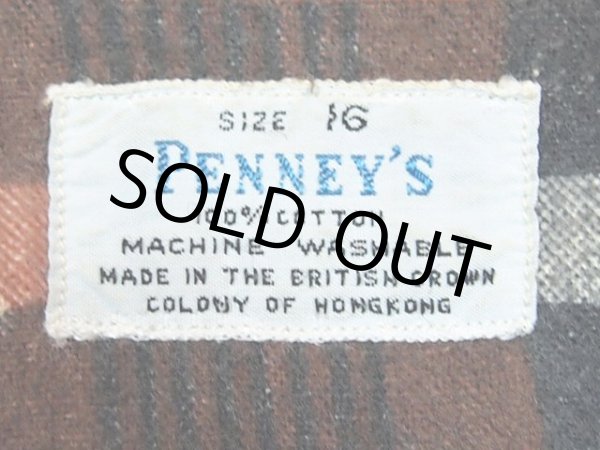 SIZE 16
PENNEY'S
100% COTTON
MACHINE WASHABLE
MADE IN THE BRITISH CROWN
COLONY OF HONGKONG
SOLD OUT